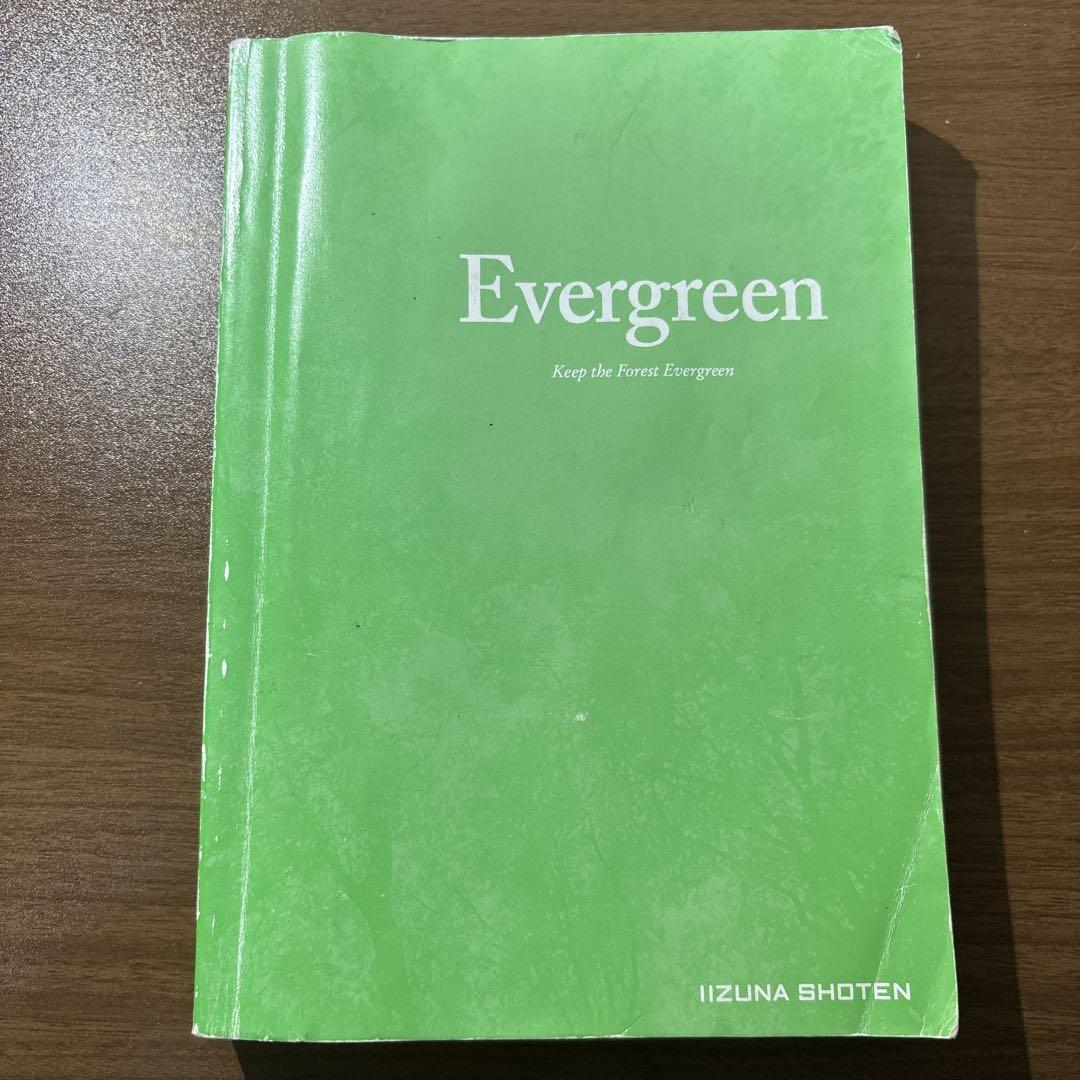 Evergreen
Keep the Forest Evergreen
IIZUNA SHOTEN